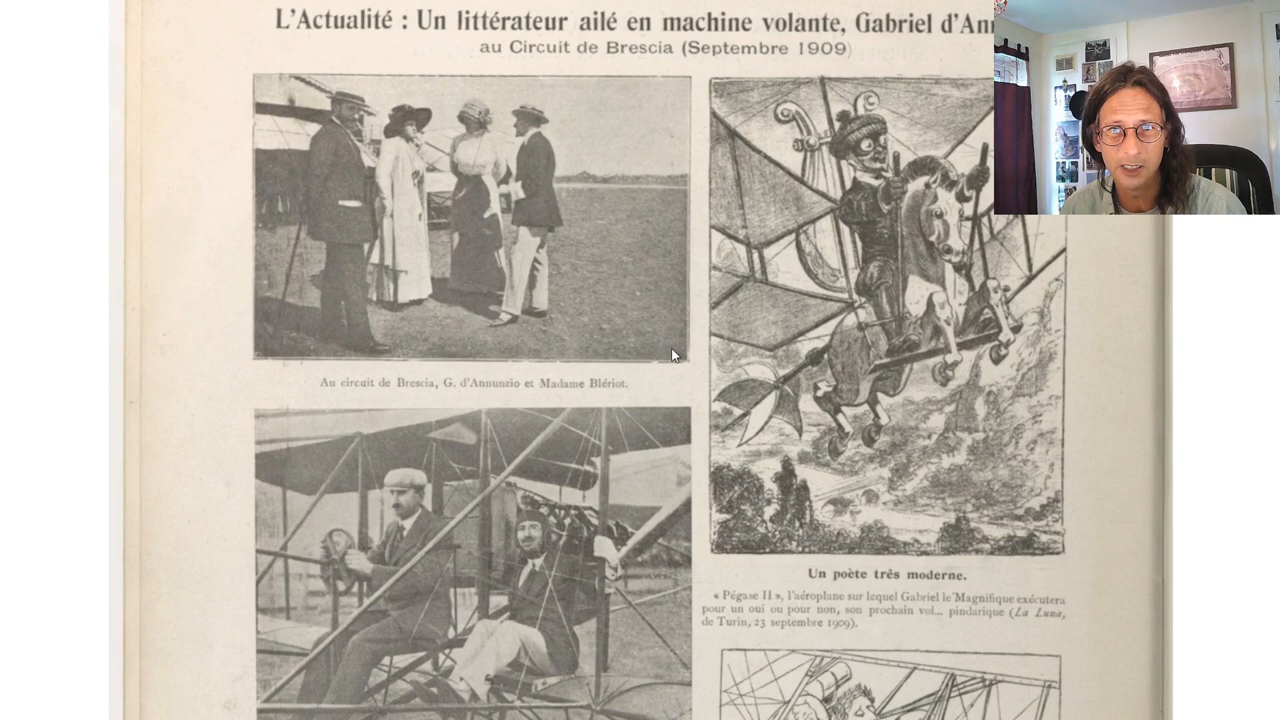 L'Actualité : Un littérateur ailé en machine volante, Gabriel
au Circuit de Brescia (Septembre 1909)
Au circuit de Brescia, G. d'Annunzio et Madame Blériot.
Un poète très moderne.
« Pégase II », l'aéroplane sur lequel Gabriel le Magnifique exécutera
pour un oui ou pour non, son prochain vol... pindarique (La Luna,
de Turin, 23 septembre 1909).